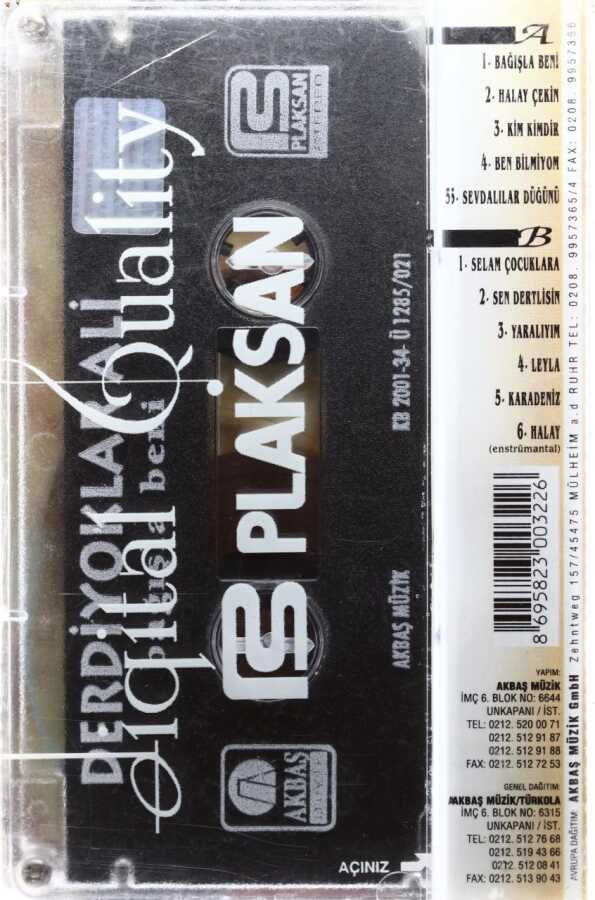 DERDİYOKLAR ALİ
bağışla beni
Digital Quality
PLAKSAN
PLAKSAN
STEREO
KB 2001-34-Ü 1285/021
AKBAŞ MÜZİK
AKBAŞ
AÇINIZ
A
1- BAĞIŞLA BENİ
2- HALAY ÇEKİN
3- KİM KİMDİR
4- BEN BİLMİYOM
55- SEVDALILAR DÜĞÜNÜ
B
1- SELAM ÇOCUKLARA
2- SEN DERTLİSİN
3- YARALIYIM
4- LEYLA
5- KARADENİZ
6- HALAY
(enstrümantal)
8 695823 003226
YAPIM:
AKBAŞ MÜZİK
İMÇ 6. BLOK NO: 6644
UNKAPANI / İST.
TEL: 0212. 520 00 71
0212. 512 91 87
0212. 512 91 88
FAX: 0212. 512 72 53
GENEL DAĞITIM:
AKBAŞ MÜZİK/TÜRKOLA
İMÇ 6. BLOK NO: 6315
UNKAPANI / İST.
TEL: 0212. 512 76 68
0212. 519 43 66
0212. 512 08 41
FAX: 0212. 513 90 43
AVRUPA DAĞITIM: AKBAŞ MÜZİK GmbH Zehntweg 157/45475 MÜLHEİM a.d RUHR TEL: 0208. 9957365/4 FAX: 0208. 9957366